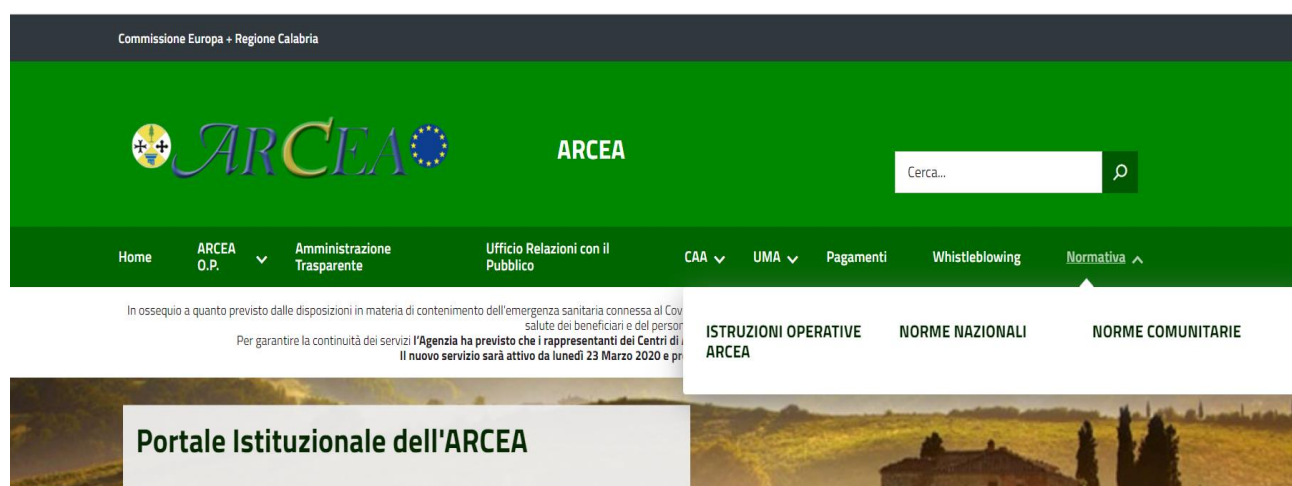 Commissione Europa + Regione Calabria
ARCEA
ARCEA
Cerca...
Home
ARCEA
O.P.
Amministrazione
Trasparente
Ufficio Relazioni con il
Pubblico
CAA
UMA
Pagamenti
Whistleblowing
Normativa
In ossequio a quanto previsto dalle disposizioni in materia di contenimento dell'emergenza sanitaria connessa al Cov
salute dei beneficiari e del person
Per garantire la continuità dei servizi l'Agenzia ha previsto che i rappresentanti dei Centri di
Il nuovo servizio sarà attivo da lunedì 23 Marzo 2020 e pr
ISTRUZIONI OPERATIVE
ARCEA
NORME NAZIONALI
NORME COMUNITARIE
Portale Istituzionale dell'ARCEA